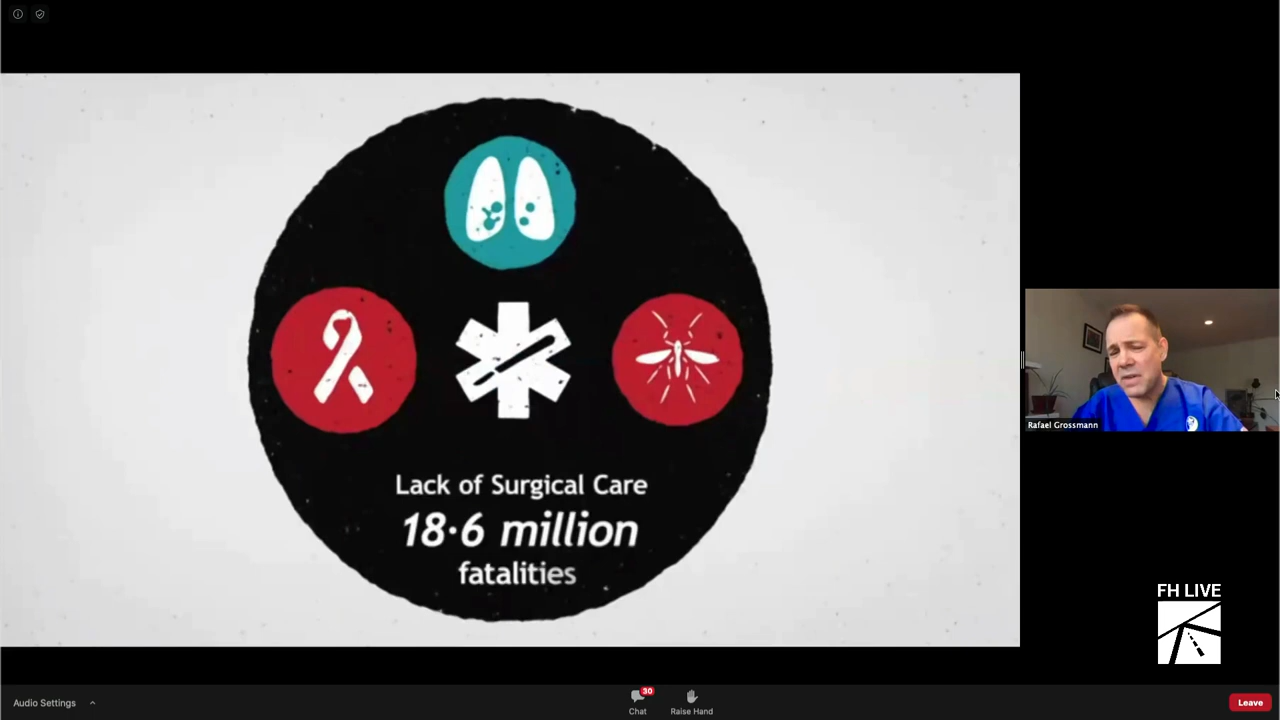 Lack of Surgical Care
18·6 million
fatalities
Rafael Grossmann
FH LIVE
Audio Settings
30
Chat
Raise Hand
Leave